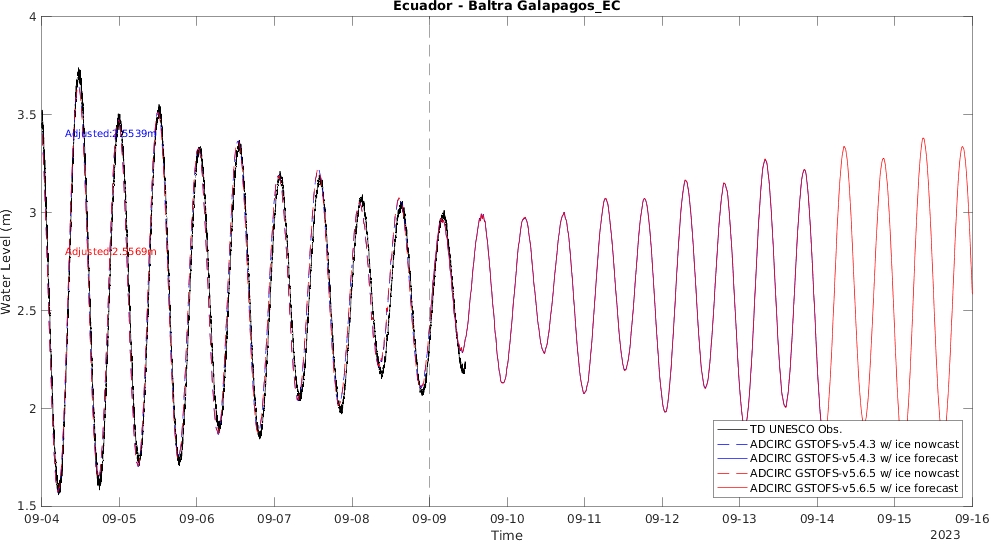 Ecuador - Baltra Galapagos_EC
4
3.5
3
2.5
2
1.5
Water Level (m)
Adjusted:2.5539m
Adjusted:2.5569m
TD UNESCO Obs.
ADCIRC GSTOFS-v5.4.3 w/ ice nowcast
ADCIRC GSTOFS-v5.4.3 w/ ice forecast
ADCIRC GSTOFS-v5.6.5 w/ ice nowcast
ADCIRC GSTOFS-v5.6.5 w/ ice forecast
09-04 09-05 09-06 09-07 09-08 09-09 09-10 09-11 09-12 09-13 09-14 09-15 09-16
Time
2023